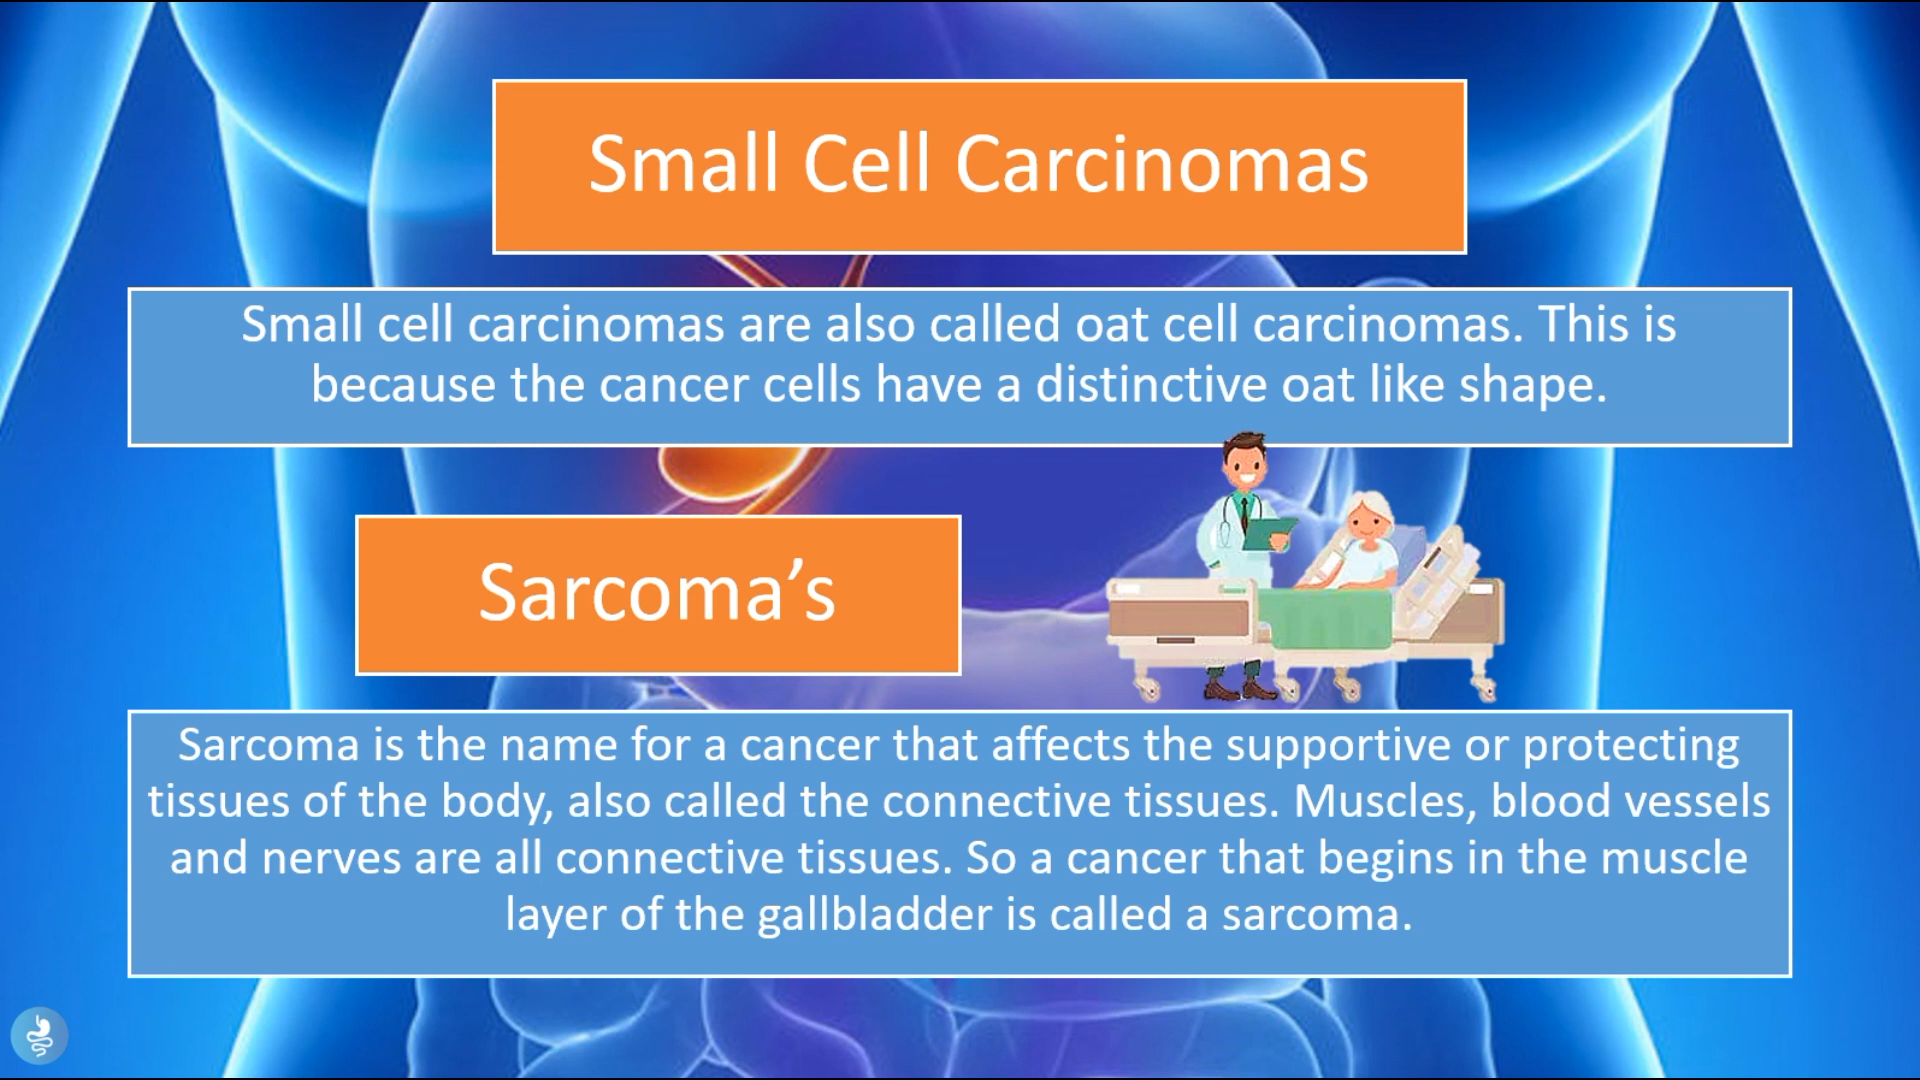 Small Cell Carcinomas
Small cell carcinomas are also called oat cell carcinomas. This is
because the cancer cells have a distinctive oat like shape.
Sarcoma’s
Sarcoma is the name for a cancer that affects the supportive or protecting
tissues of the body, also called the connective tissues. Muscles, blood vessels
and nerves are all connective tissues. So a cancer that begins in the muscle
layer of the gallbladder is called a sarcoma.